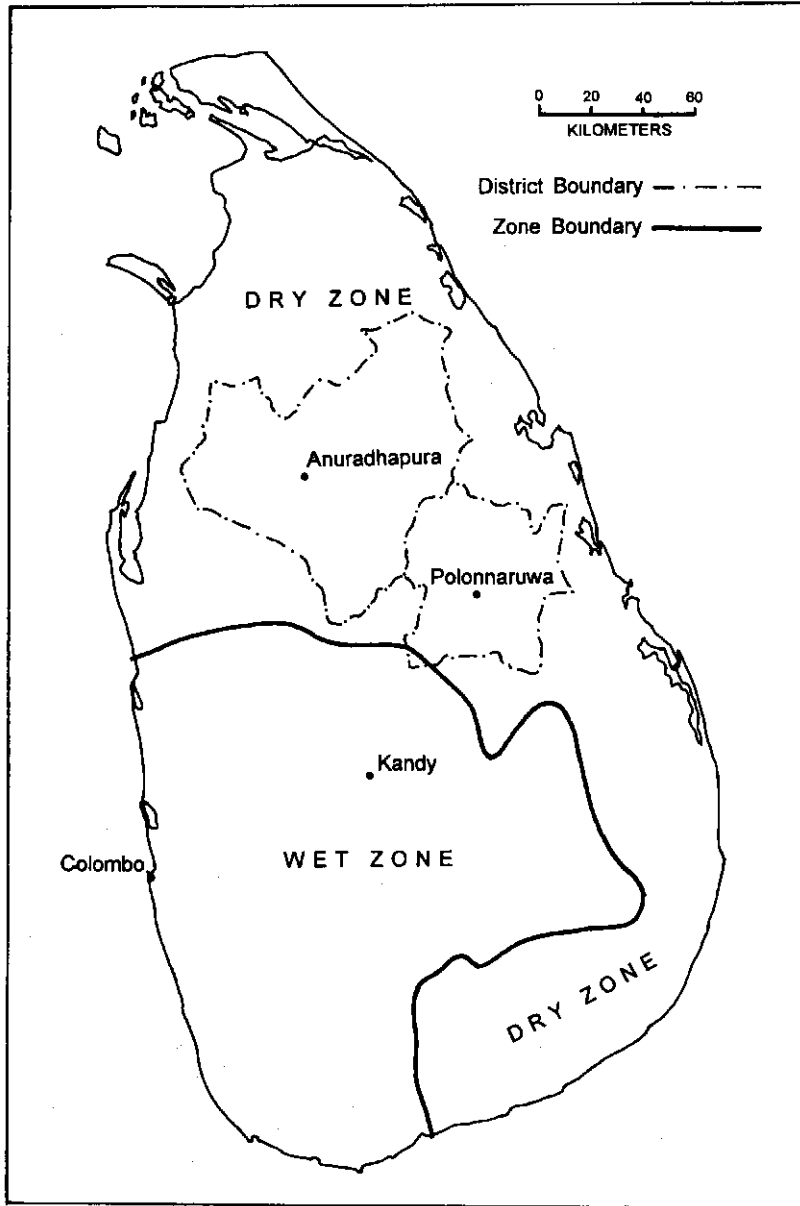 0 20 40 60
KILOMETERS
District Boundary
Zone Boundary
DRY ZONE
Anuradhapura
Polonnaruwa
Kandy
WET ZONE
Colombo
DRY ZONE